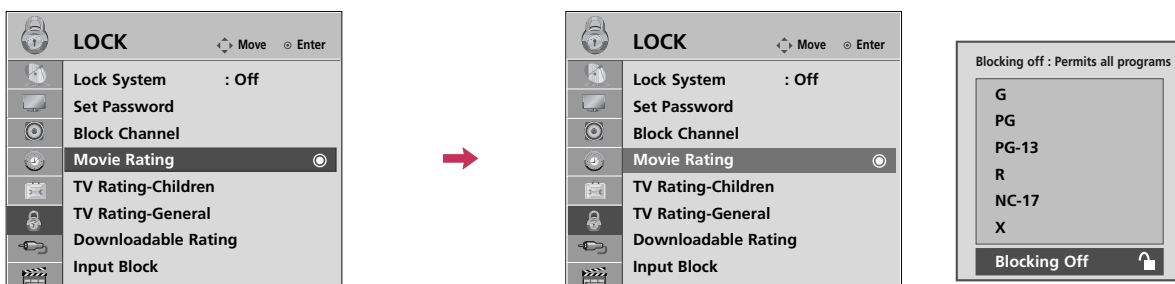 LOCK
Move Enter
Lock System : Off
Set Password
Block Channel
Movie Rating
TV Rating-Children
TV Rating-General
Downloadable Rating
Input Block
LOCK
Move Enter
Lock System : Off
Set Password
Block Channel
Movie Rating
TV Rating-Children
TV Rating-General
Downloadable Rating
Input Block
Blocking off : Permits all programs
G
PG
PG-13
R
NC-17
X
Blocking Off